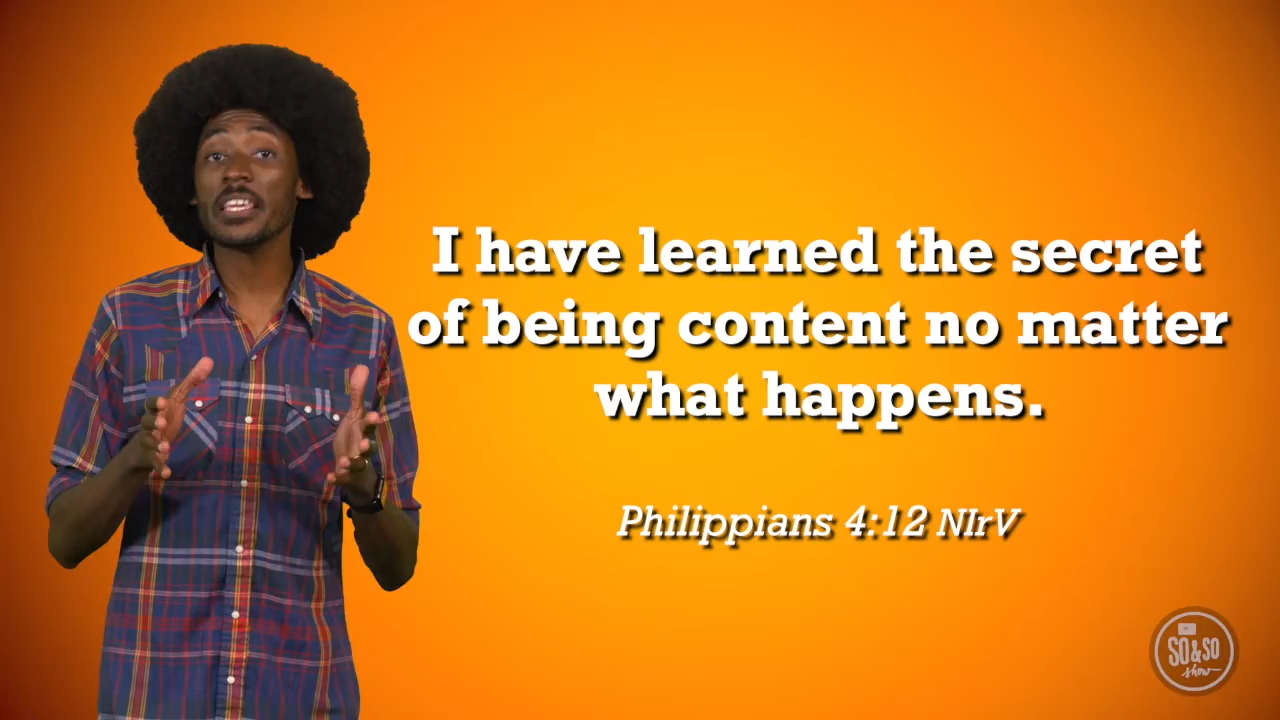 I have learned the secret
of being content no matter
what happens.
Philippians 4:12 NIrV
SO&SO
show